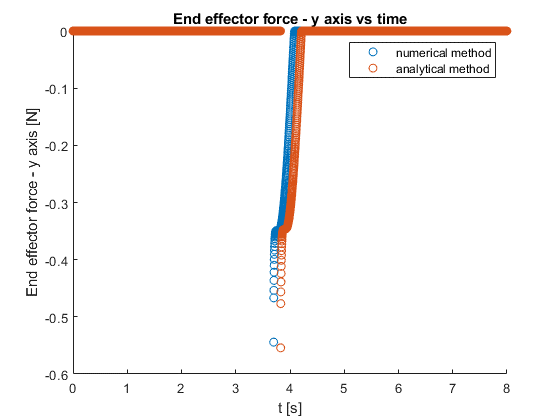 End effector force - y axis vs time
numerical method
analytical method
End effector force - y axis [N]
0
-0.1
-0.2
-0.3
-0.4
-0.5
-0.6
0 1 2 3 4 5 6 7 8
t [s]